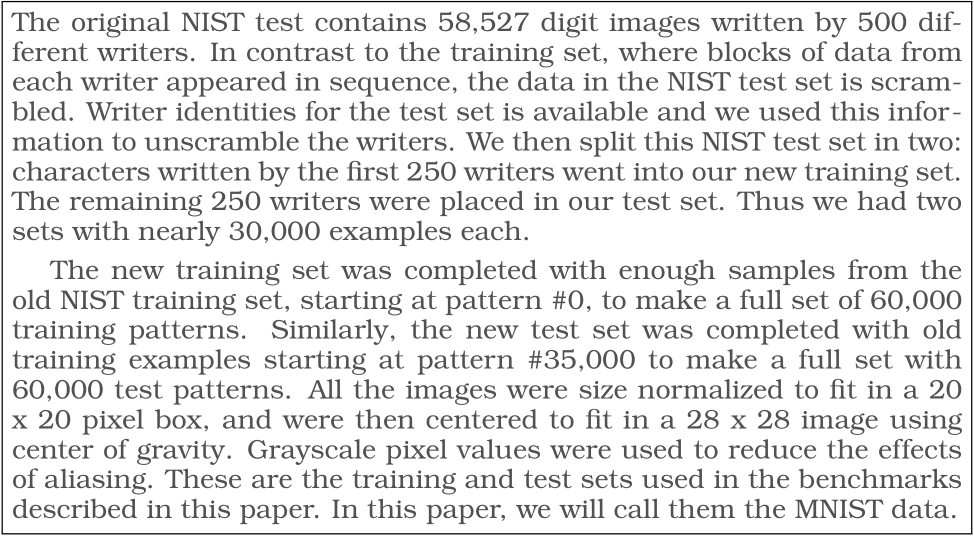 The original NIST test contains 58,527 digit images written by 500 dif-
ferent writers. In contrast to the training set, where blocks of data from
each writer appeared in sequence, the data in the NIST test set is scram-
bled. Writer identities for the test set is available and we used this infor-
mation to unscramble the writers. We then split this NIST test set in two:
characters written by the first 250 writers went into our new training set.
The remaining 250 writers were placed in our test set. Thus we had two
sets with nearly 30,000 examples each.
The new training set was completed with enough samples from the
old NIST training set, starting at pattern #0, to make a full set of 60,000
training patterns. Similarly, the new test set was completed with old
training examples starting at pattern #35,000 to make a full set with
60,000 test patterns. All the images were size normalized to fit in a 20
x 20 pixel box, and were then centered to fit in a 28 x 28 image using
center of gravity. Grayscale pixel values were used to reduce the effects
of aliasing. These are the training and test sets used in the benchmarks
described in this paper. In this paper, we will call them the MNIST data.